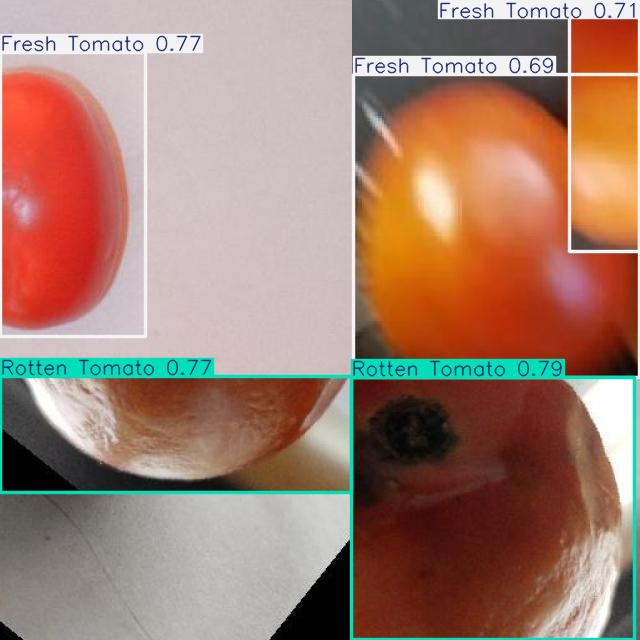 Fresh Tomato 0.71
Fresh Tomato 0.77
Fresh Tomato 0.69
Rotten Tomato 0.77
Rotten Tomato 0.79